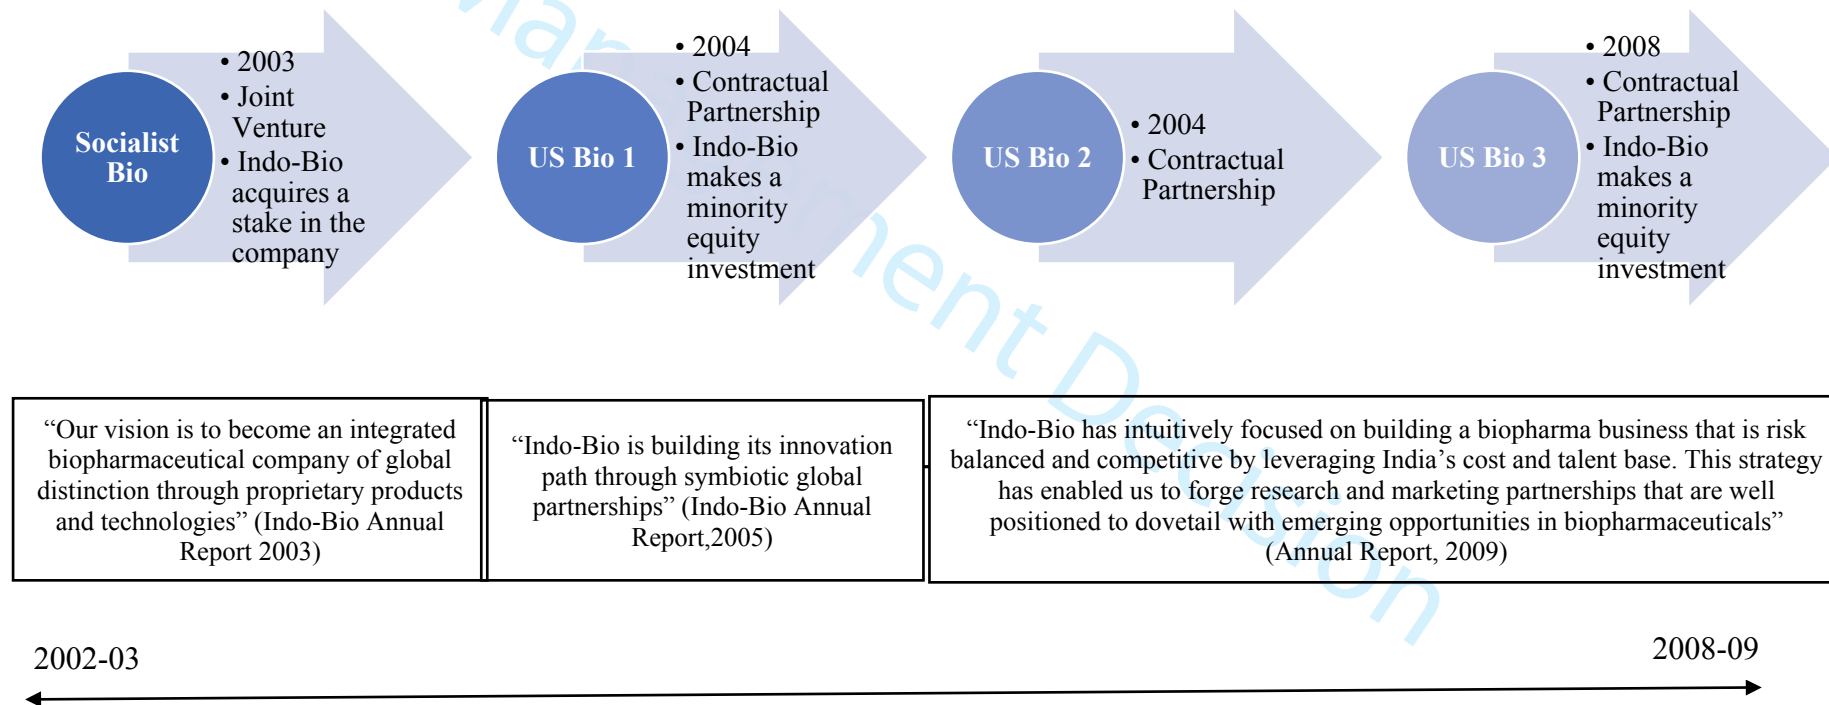 Socialist
Bio
• 2003
• Joint
Venture
• Indo-Bio
acquires a
stake in the
company
US Bio 1
• 2004
• Contractual
Partnership
• Indo-Bio
makes a
minority
equity
investment
US Bio 2
• 2004
• Contractual
Partnership
US Bio 3
• 2008
• Contractual
Partnership
• Indo-Bio
makes a
minority
equity
investment
“Our vision is to become an integrated
biopharmaceutical company of global
distinction through proprietary products
and technologies” (Indo-Bio Annual
Report 2003)
“Indo-Bio is building its innovation
path through symbiotic global
partnerships” (Indo-Bio Annual
Report,2005)
“Indo-Bio has intuitively focused on building a biopharma business that is risk
balanced and competitive by leveraging India’s cost and talent base. This strategy
has enabled us to forge research and marketing partnerships that are well
positioned to dovetail with emerging opportunities in biopharmaceuticals”
(Annual Report, 2009)
2002-03
2008-09
Management Decision